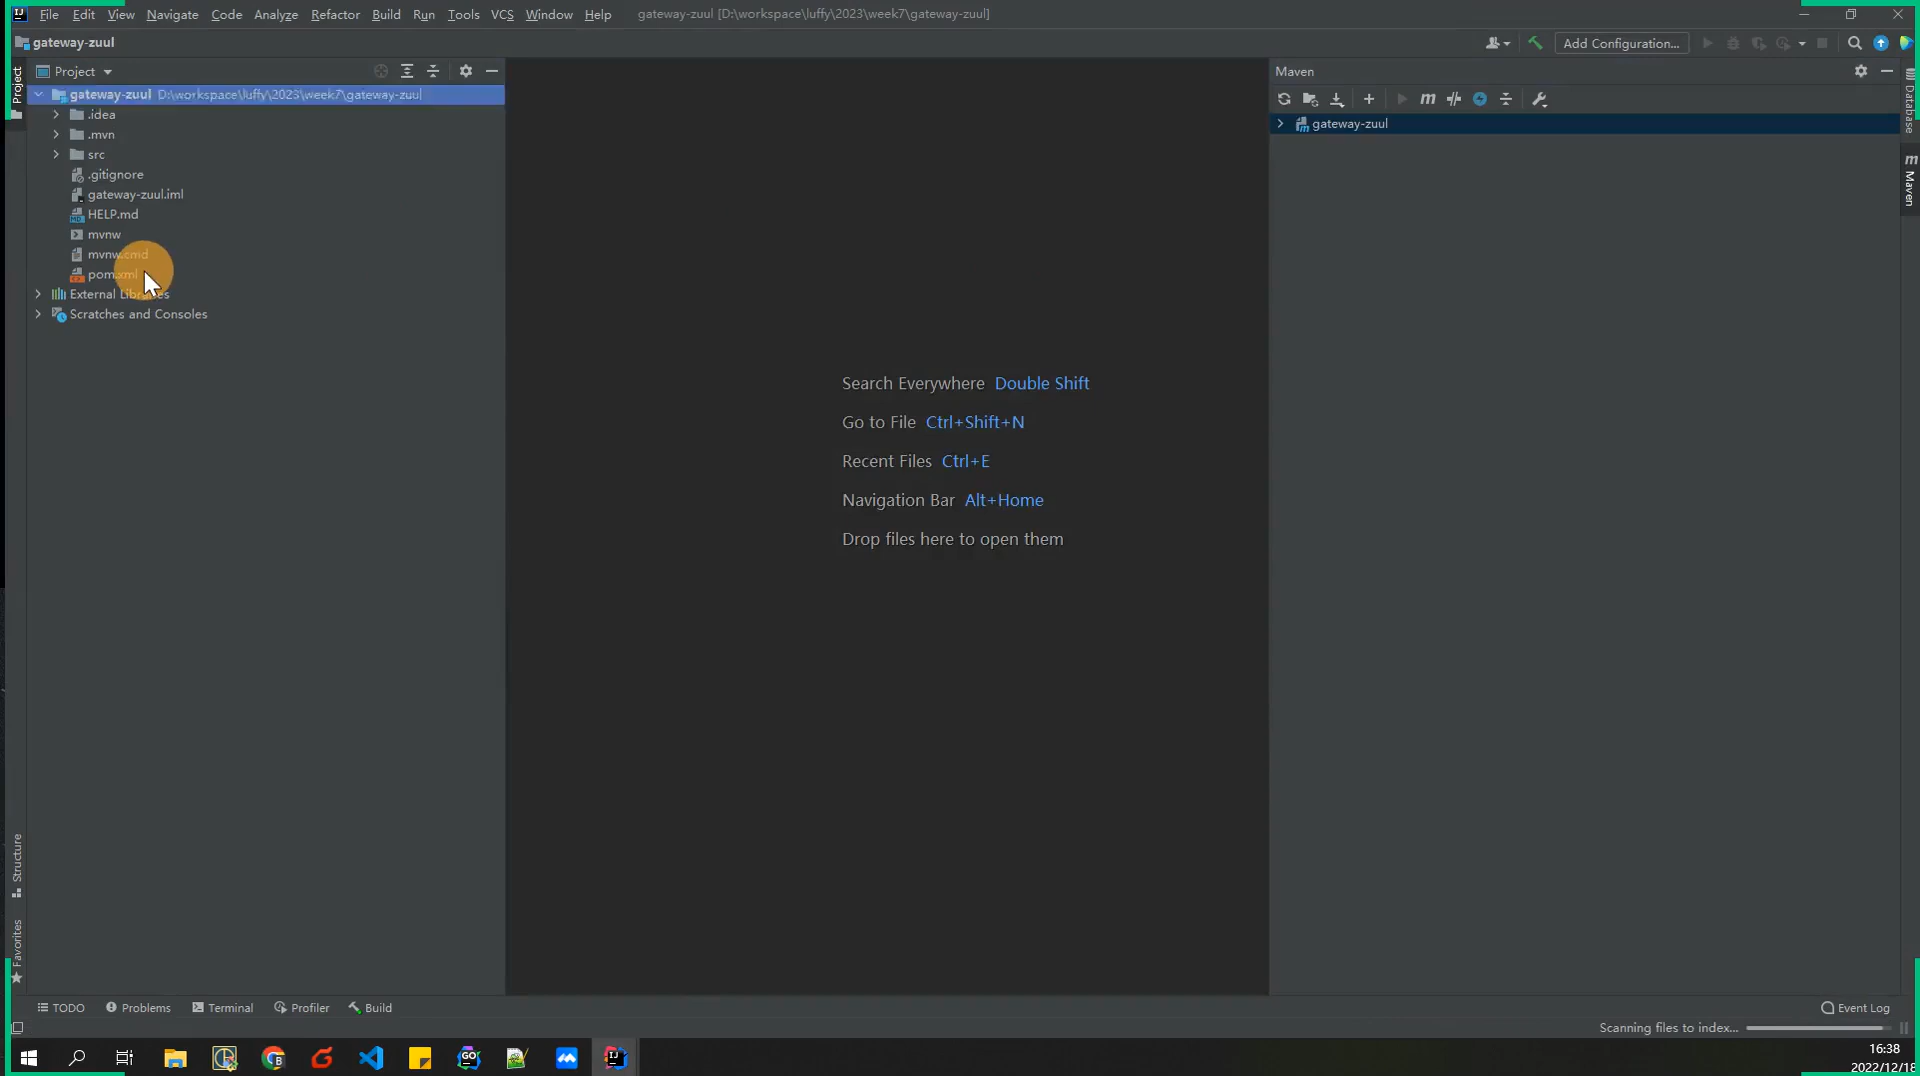 File Edit View Navigate Code Analyze Refactor Build Run Tools VCS Window Help gateway-zuul [D:\workspace\luffy\2023\week7\gateway-zuul]
gateway-zuul
Add Configuration...
Project
Project
gateway-zuul D:\workspace\luffy\2023\week7\gateway-zuul
.idea
.mvn
src
.gitignore
gateway-zuul.iml
HELP.md
mvnw
mvnw.cmd
pom.xml
External Libraries
Scratches and Consoles
Search Everywhere Double Shift
Go to File Ctrl+Shift+N
Recent Files Ctrl+E
Navigation Bar Alt+Home
Drop files here to open them
Maven
gateway-zuul
Database
Maven
Structure
Favorites
TODO Problems Terminal Profiler Build
Event Log
Scanning files to index...
16:38
2022/12/18